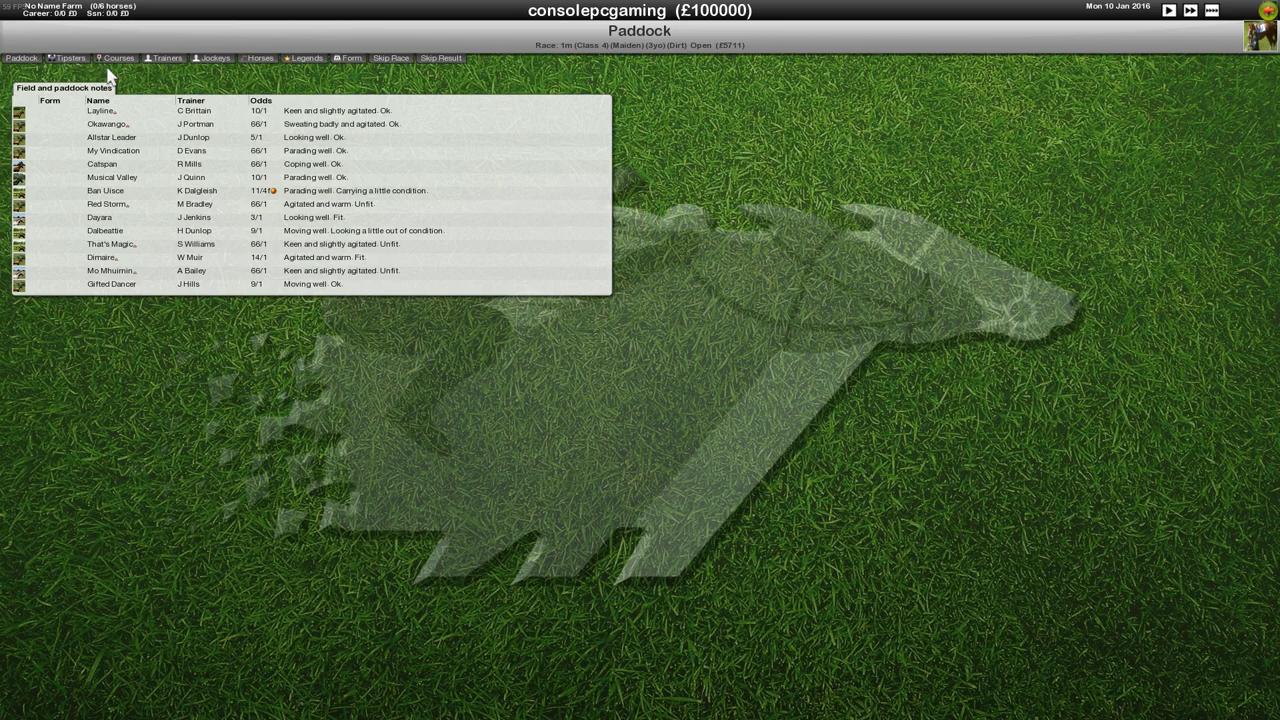 59 FPS No Name Farm (0/6 horses)
Career: 0/0 £0 Ssn: 0/0 £0
consolepcgaming (£100000)
Mon 10 Jan 2016
Paddock
Race: 1m (Class 4) (Maiden) (3yo) (Dirt) Open (£5711)
Paddock Tipsters Courses Trainers Jockeys Horses Legends Form Skip Race Skip Result
Field and paddock notes
Form Name Trainer Odds
Layline C Brittain 10/1 Keen and slightly agitated. Ok.
Okawango J Portman 66/1 Sweating badly and agitated. Ok.
Allstar Leader J Dunlop 5/1 Looking well. Ok.
My Vindication D Evans 66/1 Parading well. Ok.
Catspan R Mills 66/1 Coping well. Ok.
Musical Valley J Quinn 10/1 Parading well. Ok.
Ban Uisce K Dalgleish 11/4f Parading well. Carrying a little condition.
Red Storm M Bradley 66/1 Agitated and warm. Unfit.
Dayara J Jenkins 3/1 Looking well. Fit.
Dalbeattie H Dunlop 9/1 Moving well. Looking a little out of condition.
That's Magic S Williams 66/1 Keen and slightly agitated. Unfit.
Dimaire W Muir 14/1 Agitated and warm. Fit.
Mo Mhuirnin A Bailey 66/1 Keen and slightly agitated. Unfit.
Gifted Dancer J Hills 9/1 Moving well. Ok.